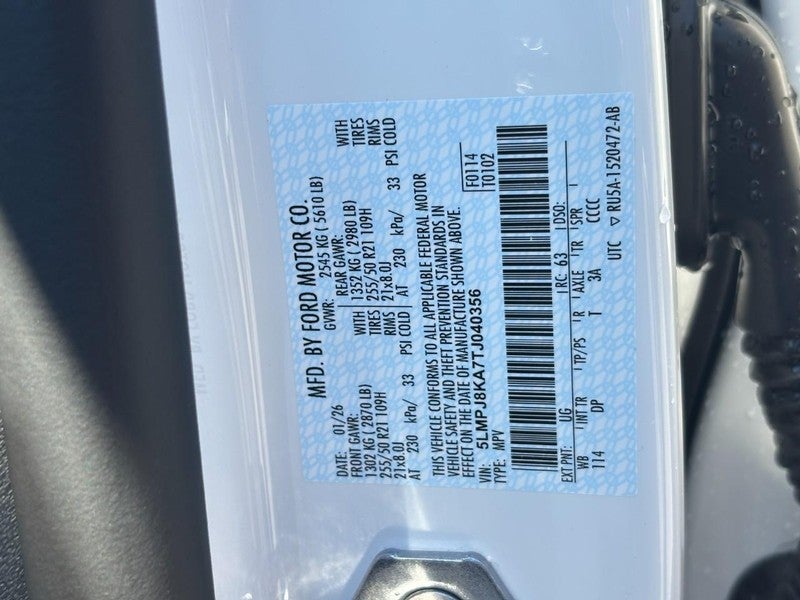 MFD. BY FORD MOTOR CO.
DATE: 01/26 GVWR: 2545 KG ( 5610 LB)
FRONT GAWR: REAR GAWR:
1302 KG ( 2870 LB) WITH 1352 KG ( 2980 LB) WITH
255/50 R21 109H TIRES 255/50 R21 109H TIRES
21x8.0J RIMS 21x8.0J RIMS
AT 230 kPa/ 33 PSI COLD AT 230 kPa/ 33 PSI COLD
THIS VEHICLE CONFORMS TO ALL APPLICABLE FEDERAL MOTOR
VEHICLE SAFETY AND THEFT PREVENTION STANDARDS IN
EFFECT ON THE DATE OF MANUFACTURE SHOWN ABOVE.
VIN: 5LMPJ8KA7TJ040356 F0114
TYPE: MPV T0102
EXT PNT: UG RC: 63 DSO:
WB INT TR TP/PS R AXLE TR SPR
114 DP T 3A CCCC
UTC ▽ RU5A-1520472-AB